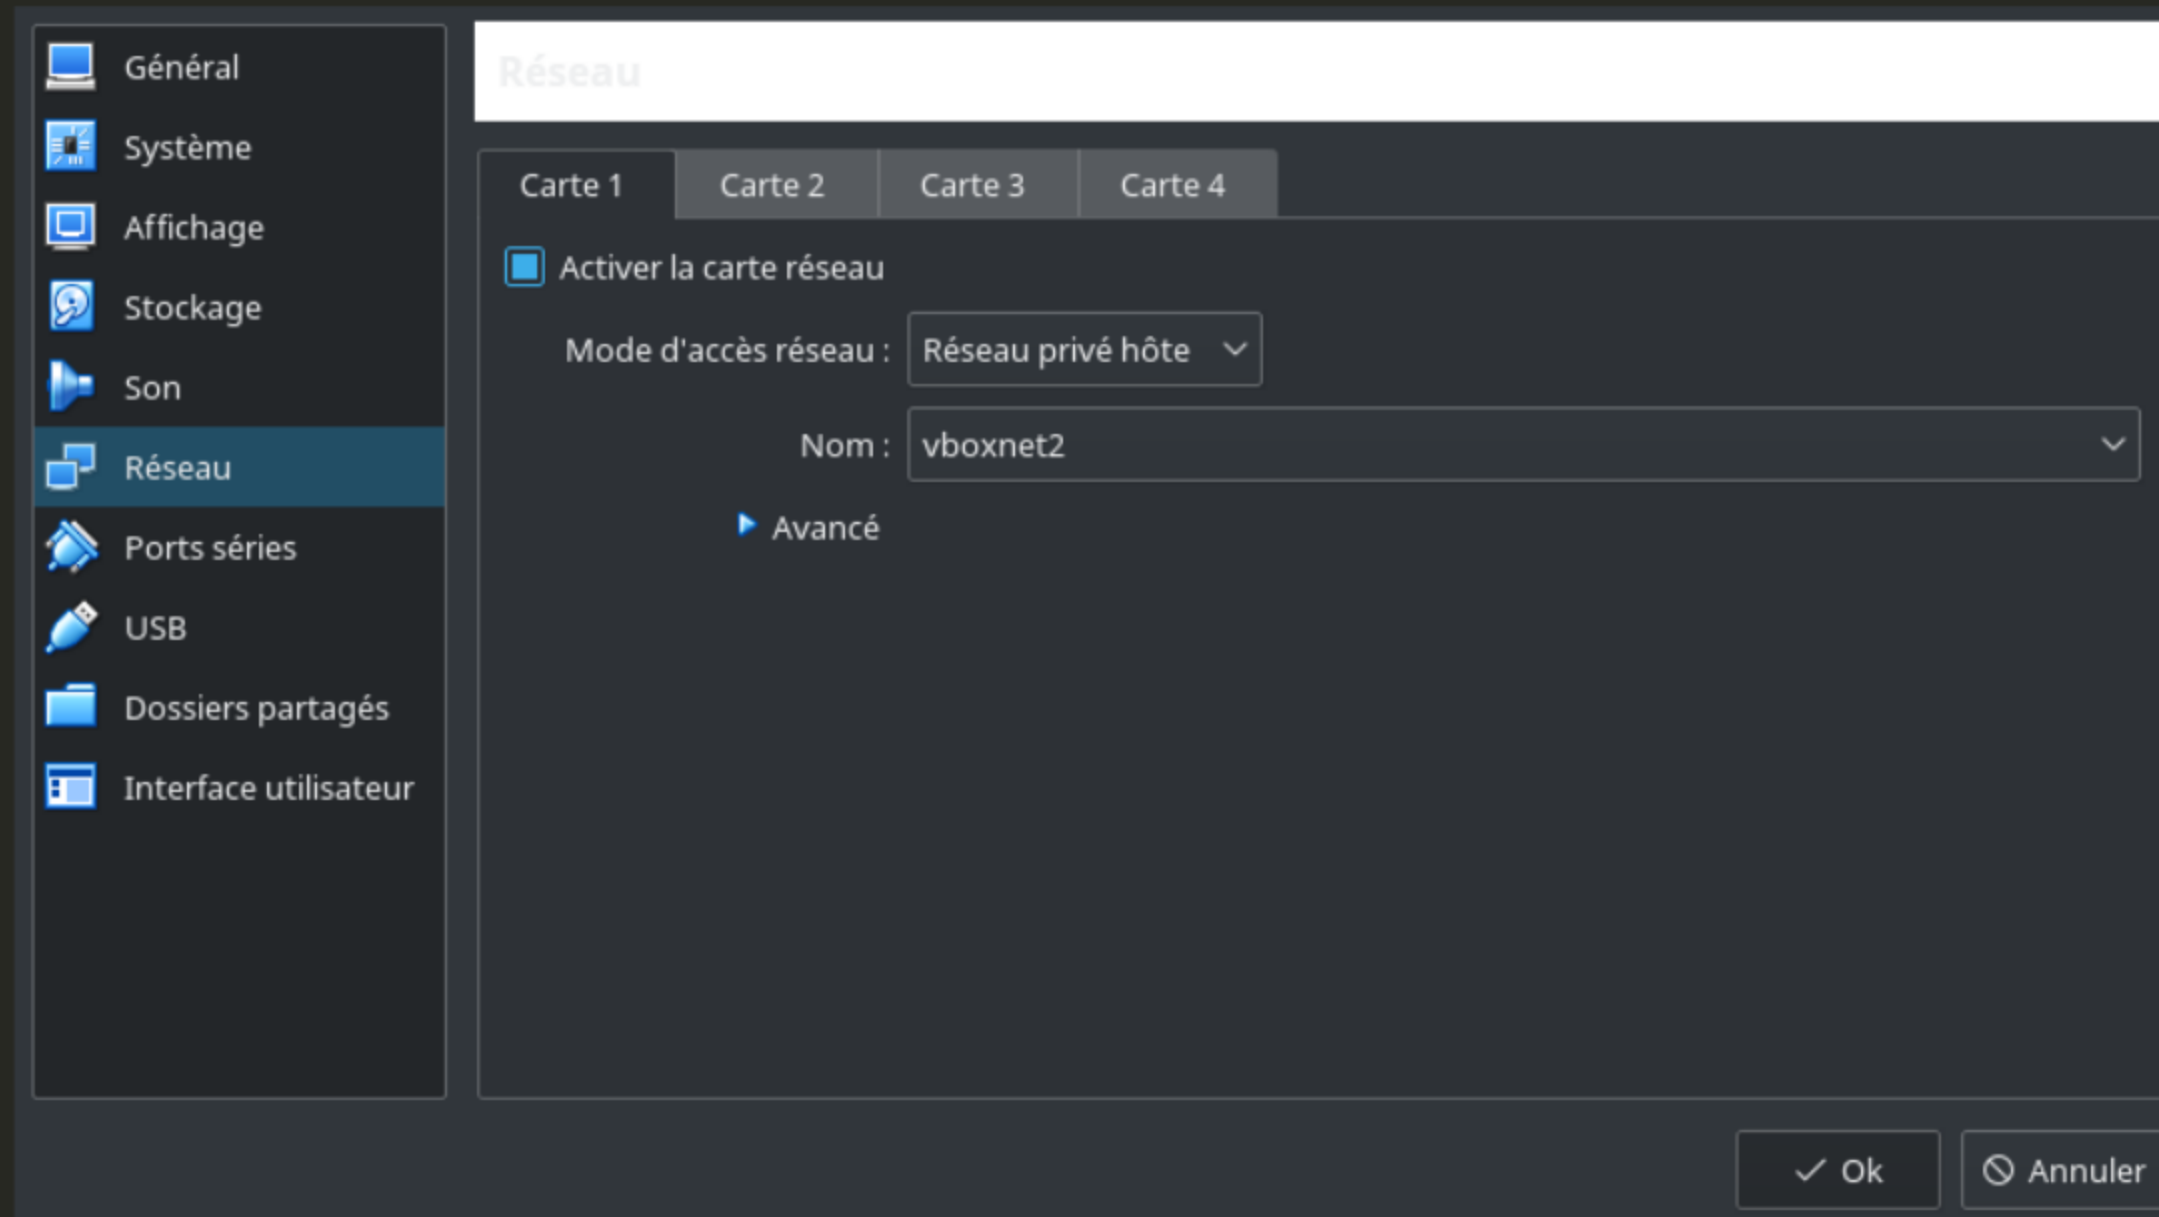 Général
Système
Affichage
Stockage
Son
Réseau
Ports séries
USB
Dossiers partagés
Interface utilisateur
Réseau
Carte 1 Carte 2 Carte 3 Carte 4
Activer la carte réseau
Mode d'accès réseau : Réseau privé hôte
Nom : vboxnet2
Avancé
Ok Annuler